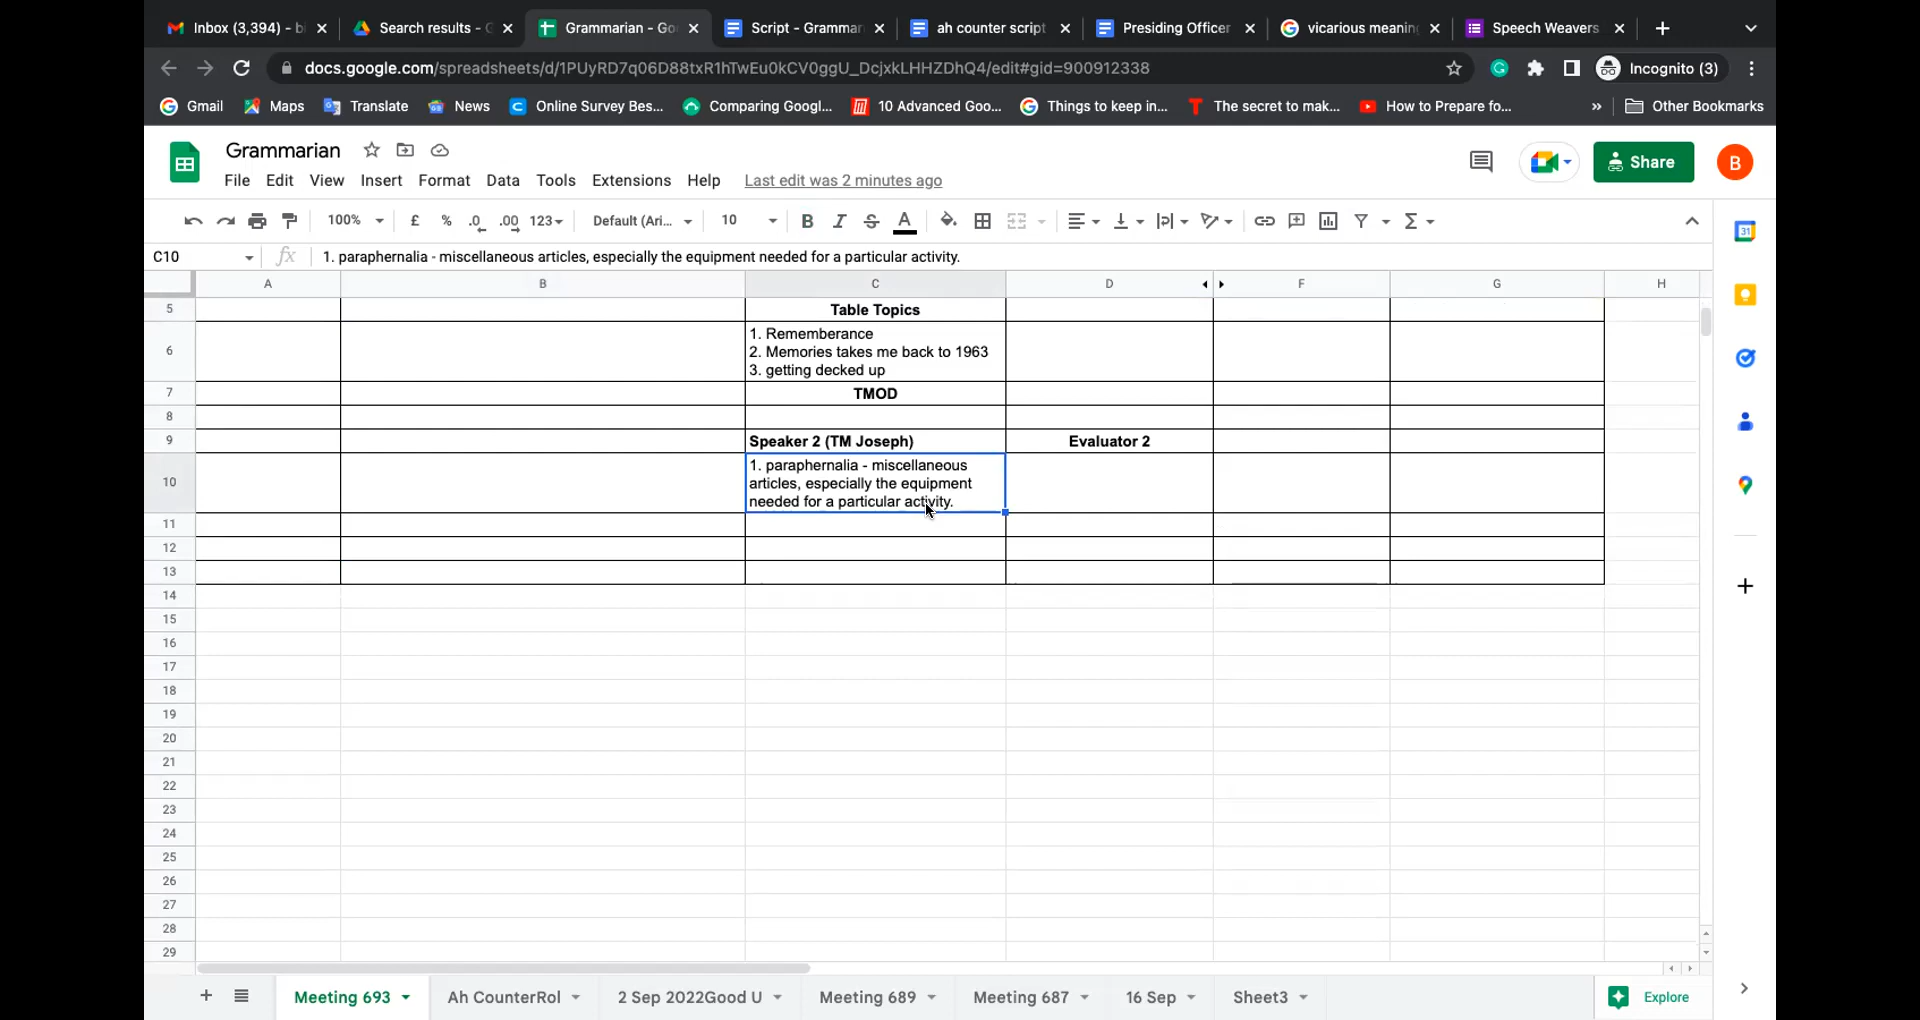 Inbox (3,394) - b
Search results - G
Grammarian - Go
Script - Grammar
ah counter script
Presiding Officer
vicarious meaning
Speech Weavers
docs.google.com/spreadsheets/d/1PUyRD7q06D88txR1hTwEu0kCV0ggU_DcjxkLHHZDhQ4/edit#gid=900912338
Incognito (3)
Gmail
Maps
Translate
News
Online Survey Bes...
Comparing Googl...
10 Advanced Goo...
Things to keep in...
The secret to mak...
How to Prepare fo...
»
Other Bookmarks
Grammarian
Share
B
File Edit View Insert Format Data Tools Extensions Help Last edit was 2 minutes ago
100% £ % .0 .00 123 Default (Ari... 10 B I S A Σ
31
C10 fx 1. paraphernalia - miscellaneous articles, especially the equipment needed for a particular activity.
A B C D F G H
5 Table Topics
6
1. Rememberance
2. Memories takes me back to 1963
3. getting decked up
7 TMOD
8
9 Speaker 2 (TM Joseph) Evaluator 2
10
1. paraphernalia - miscellaneous
articles, especially the equipment
needed for a particular activity.
11
12
13
14
15
16
17
18
19
20
21
22
23
24
25
26
27
28
29
+ Meeting 693 Ah CounterRol 2 Sep 2022Good U Meeting 689 Meeting 687 16 Sep Sheet3 Explore